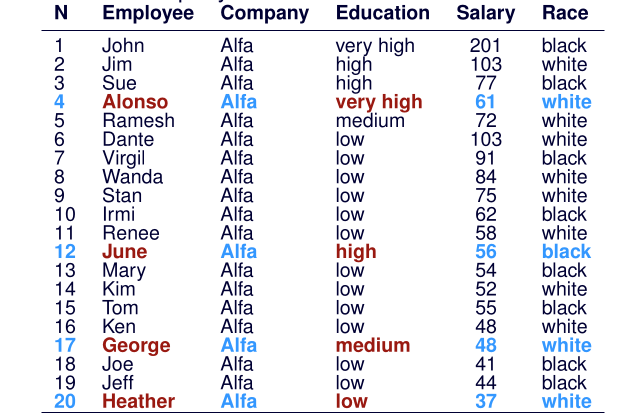 N Employee Company Education Salary Race
1 John Alfa very high 201 black
2 Jim Alfa high 103 white
3 Sue Alfa high 77 black
4 Alonso Alfa very high 61 white
5 Ramesh Alfa medium 72 white
6 Dante Alfa low 103 white
7 Virgil Alfa low 91 black
8 Wanda Alfa low 84 white
9 Stan Alfa low 75 white
10 Irmi Alfa low 62 black
11 Renee Alfa low 58 white
12 June Alfa high 56 black
13 Mary Alfa low 54 black
14 Kim Alfa low 52 white
15 Tom Alfa low 55 black
16 Ken Alfa low 48 white
17 George Alfa medium 48 white
18 Joe Alfa low 41 black
19 Jeff Alfa low 44 black
20 Heather Alfa low 37 white